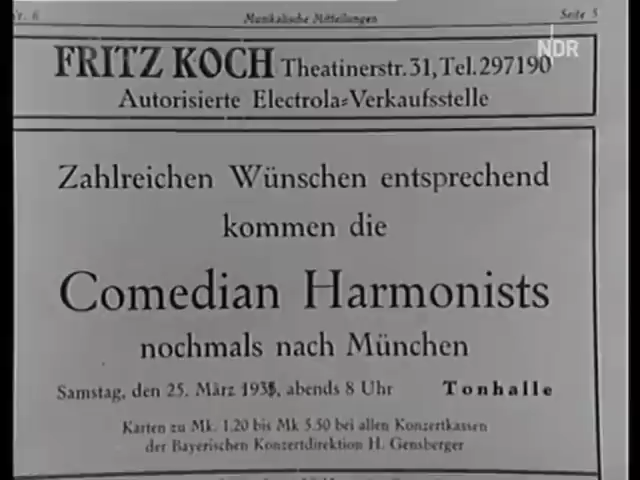 r. 6 Musikalische Mitteilungen Seite 5
NDR
FRITZ KOCH Theatinerstr. 31, Tel. 297190
Autorisierte Electrola=Verkaufsstelle
Zahlreichen Wünschen entsprechend
kommen die
Comedian Harmonists
nochmals nach München
Samstag, den 25. März abends 8 Uhr Tonhalle
Karten zu Mk. 1.20 bis Mk 5.50 bei allen Konzertkassen
der Bayerischen Konzertdirektion H. Gensberger